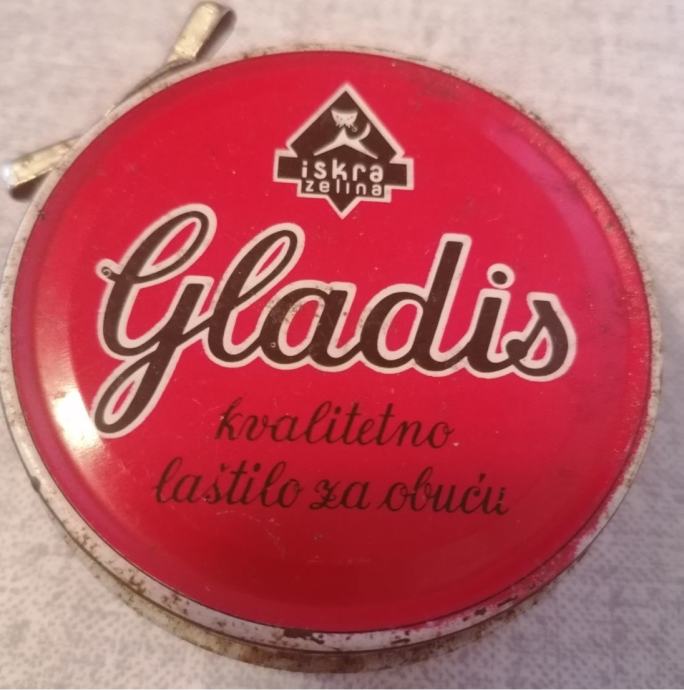 iskra
zelina
Gladis
kvalitetno
laštilo za obuću